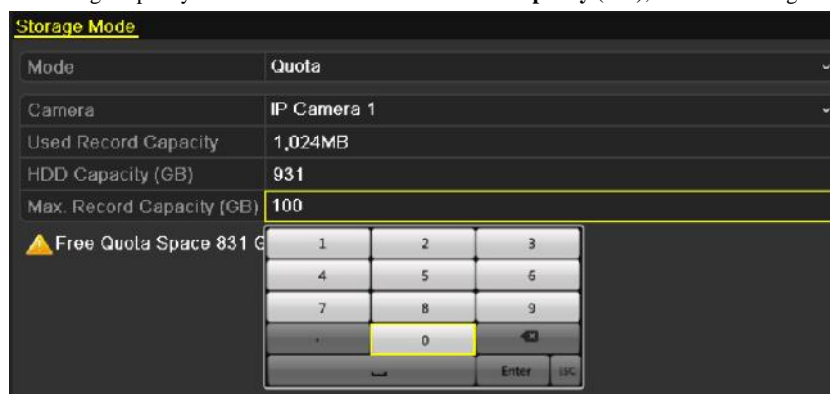 Storage Mode
Mode Quota
Camera IP Camera 1
Used Record Capacity 1,024MB
HDD Capacity (GB) 931
Max. Record Capacity (GB) 100
Free Quota Space 831 G
1 2 3
4 5 6
7 8 9
. 0
Enter ESC